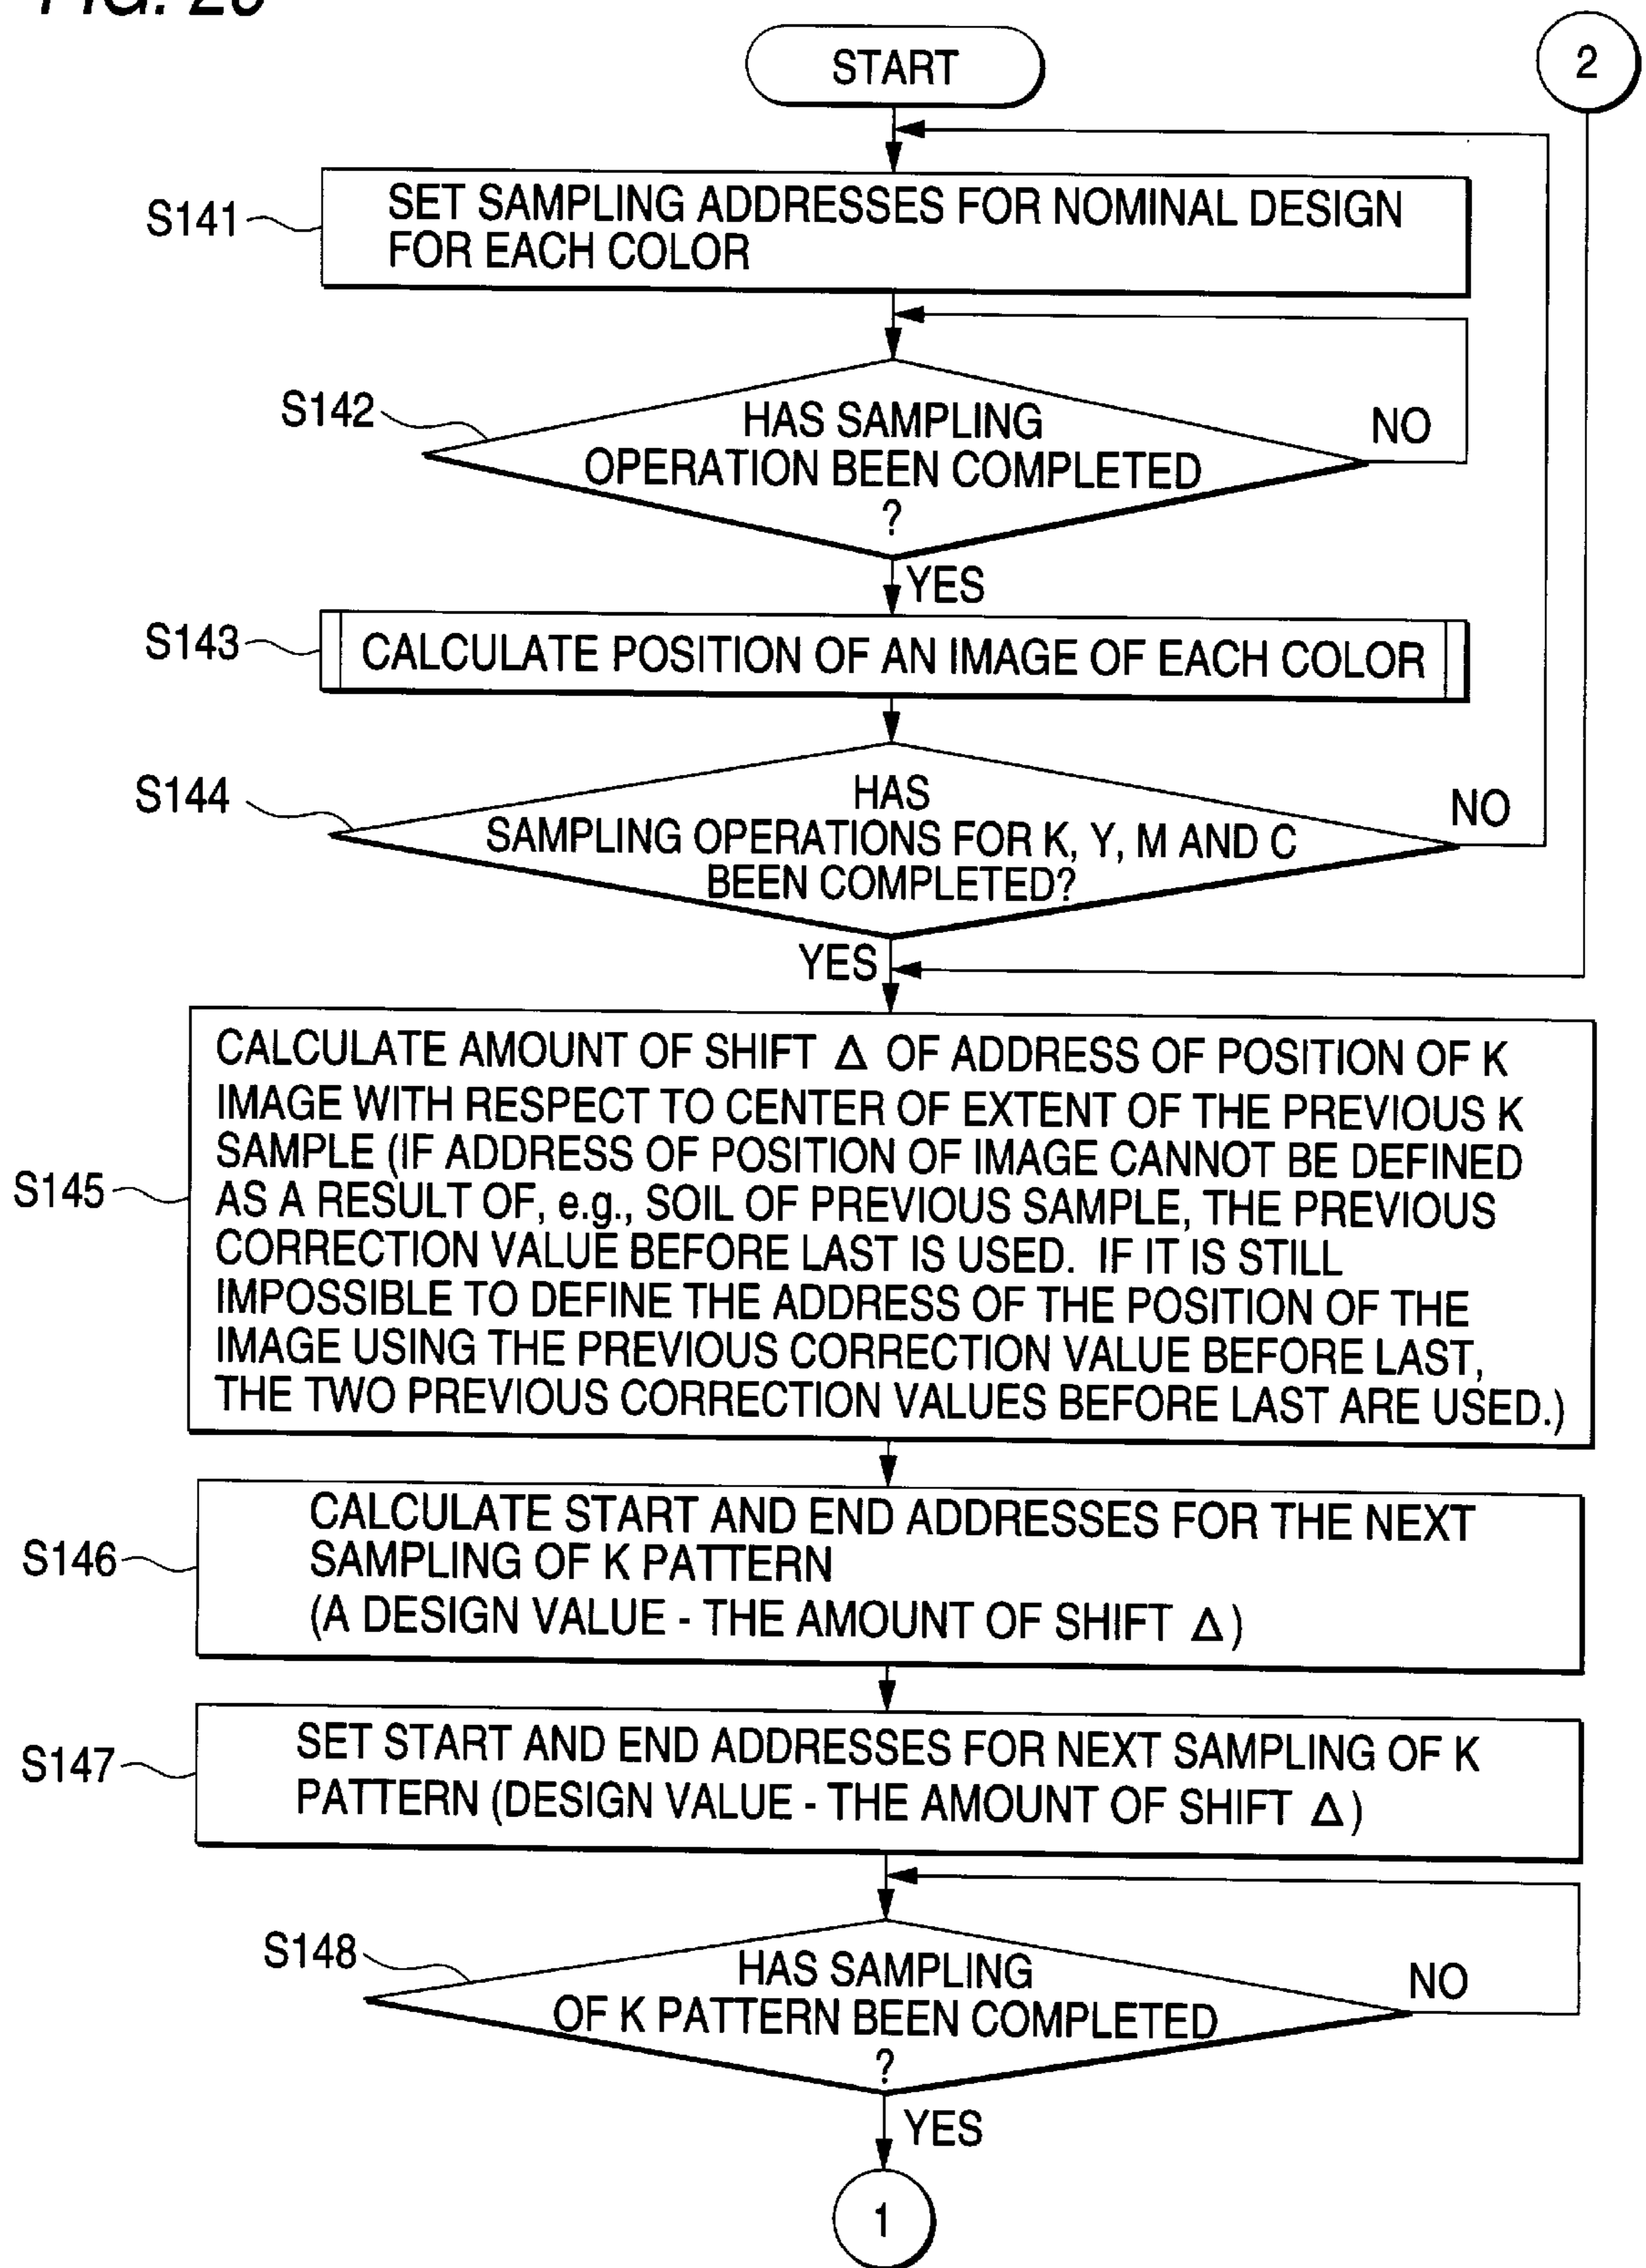 START
2
S141
SET SAMPLING ADDRESSES FOR NOMINAL DESIGN
FOR EACH COLOR
S142
HAS SAMPLING
OPERATION BEEN COMPLETED
?
NO
YES
S143
CALCULATE POSITION OF AN IMAGE OF EACH COLOR
S144
HAS
SAMPLING OPERATIONS FOR K, Y, M AND C
BEEN COMPLETED?
NO
YES
S145
CALCULATE AMOUNT OF SHIFT Δ OF ADDRESS OF POSITION OF K
IMAGE WITH RESPECT TO CENTER OF EXTENT OF THE PREVIOUS K
SAMPLE (IF ADDRESS OF POSITION OF IMAGE CANNOT BE DEFINED
AS A RESULT OF, e.g., SOIL OF PREVIOUS SAMPLE, THE PREVIOUS
CORRECTION VALUE BEFORE LAST IS USED. IF IT IS STILL
IMPOSSIBLE TO DEFINE THE ADDRESS OF THE POSITION OF THE
IMAGE USING THE PREVIOUS CORRECTION VALUE BEFORE LAST,
THE TWO PREVIOUS CORRECTION VALUES BEFORE LAST ARE USED.)
S146
CALCULATE START AND END ADDRESSES FOR THE NEXT
SAMPLING OF K PATTERN
(A DESIGN VALUE - THE AMOUNT OF SHIFT Δ)
S147
SET START AND END ADDRESSES FOR NEXT SAMPLING OF K
PATTERN (DESIGN VALUE - THE AMOUNT OF SHIFT Δ)
S148
HAS SAMPLING
OF K PATTERN BEEN COMPLETED
?
NO
YES
1